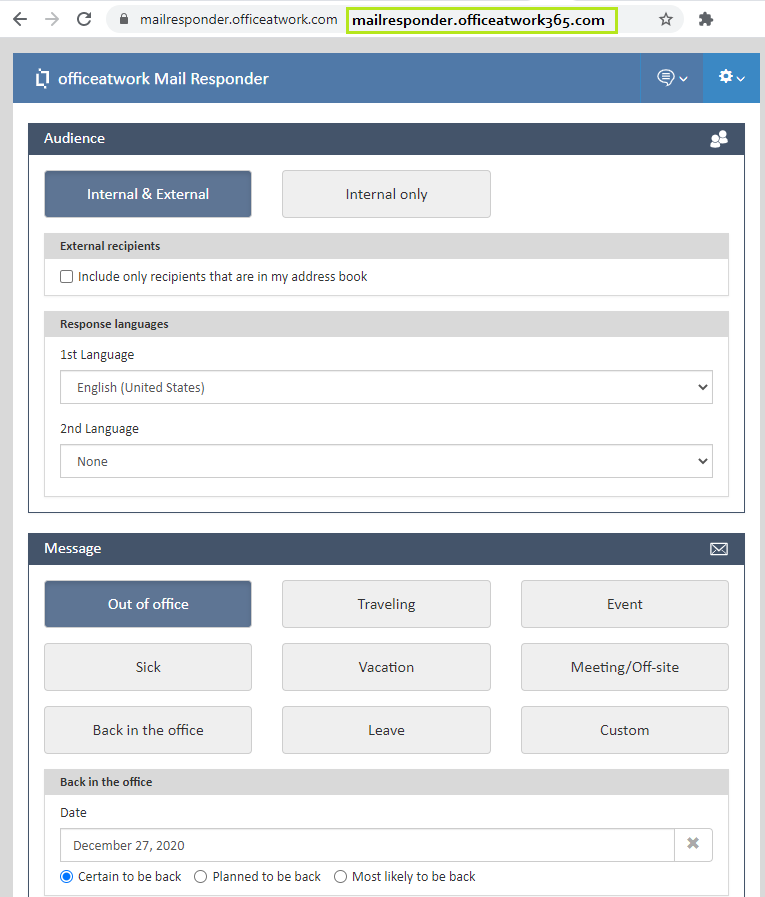 mailresponder.officeatwork.com mailresponder.officeatwork365.com
officeatwork Mail Responder
Audience
Internal & External Internal only
External recipients
Include only recipients that are in my address book
Response languages
1st Language
English (United States)
2nd Language
None
Message
Out of office Traveling Event
Sick Vacation Meeting/Off-site
Back in the office Leave Custom
Back in the office
Date
December 27, 2020
Certain to be back Planned to be back Most likely to be back